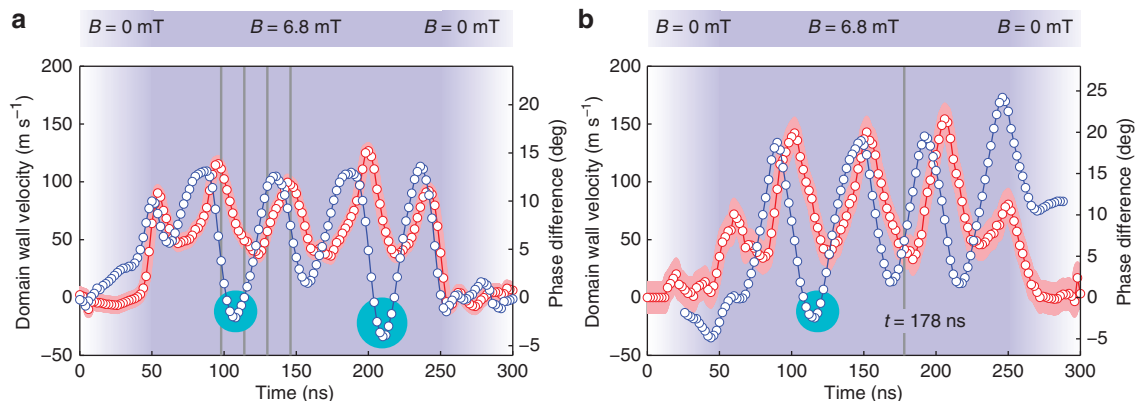 a
B = 0 mT B = 6.8 mT B = 0 mT
200
150
100
50
0
−50
Domain wall velocity (m s⁻¹)
20
15
10
5
0
−5
Phase difference (deg)
0 50 100 150 200 250 300
Time (ns)
b
B = 0 mT B = 6.8 mT B = 0 mT
200
150
100
50
0
−50
Domain wall velocity (m s⁻¹)
25
20
15
10
5
0
−5
Phase difference (deg)
t = 178 ns
0 50 100 150 200 250 300
Time (ns)